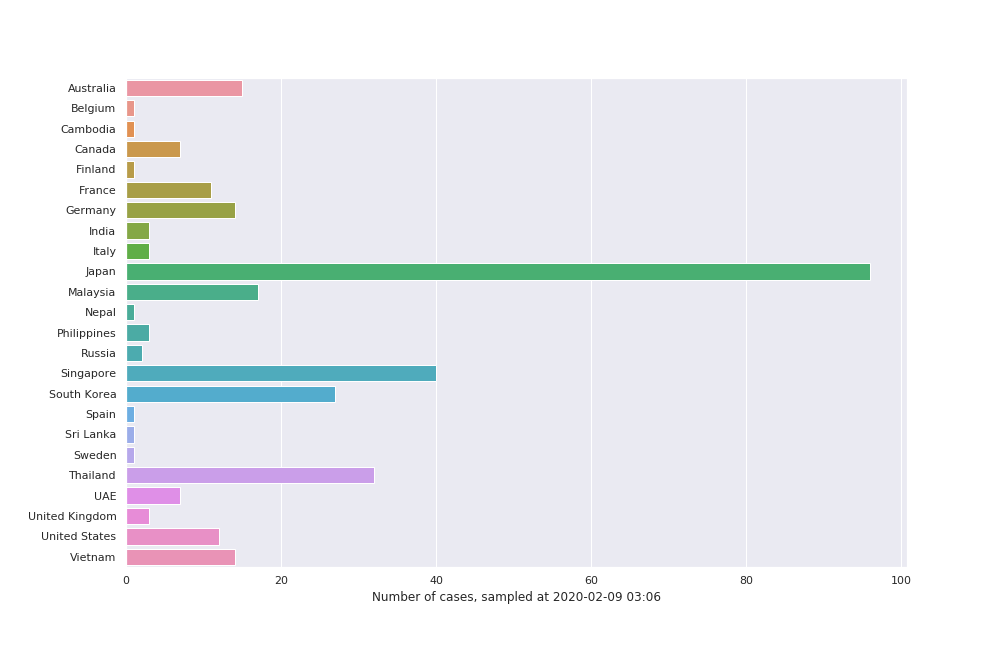 Australia
Belgium
Cambodia
Canada
Finland
France
Germany
India
Italy
Japan
Malaysia
Nepal
Philippines
Russia
Singapore
South Korea
Spain
Sri Lanka
Sweden
Thailand
UAE
United Kingdom
United States
Vietnam
0 20 40 60 80 100
Number of cases, sampled at 2020-02-09 03:06